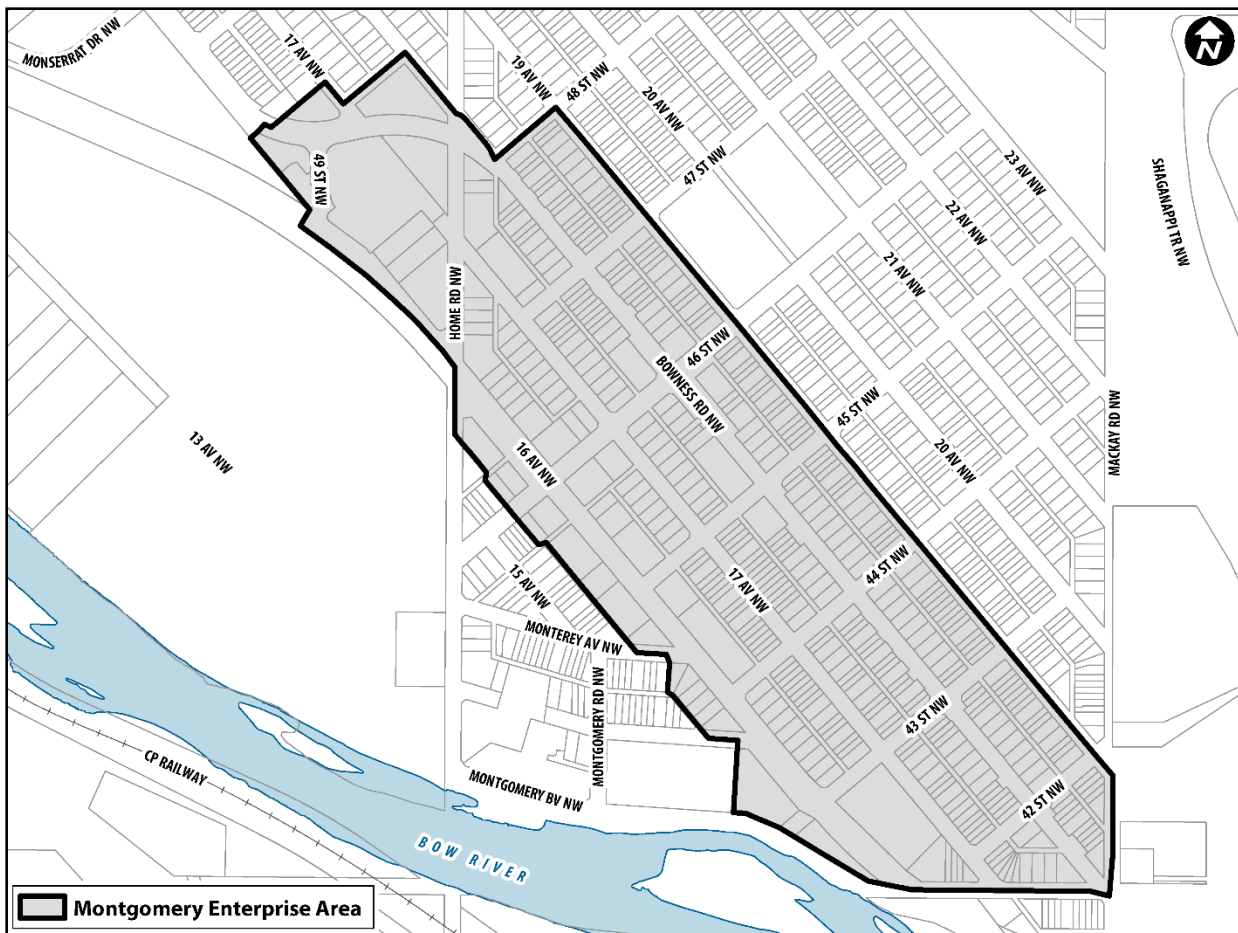 MONSERRAT DR NW
17 AV NW
19 AV NW
48 ST NW
20 AV NW
47 ST NW
23 AV NW
22 AV NW
21 AV NW
SHAGANAPPI TR NW
N
49 ST NW
HOME RD NW
46 ST NW
BOWNESS RD NW
45 ST NW
20 AV NW
MACKAY RD NW
13 AV NW
16 AV NW
44 ST NW
17 AV NW
15 AV NW
MONTEREY AV NW
MONTGOMERY RD NW
43 ST NW
42 ST NW
MONTGOMERY BV NW
CP RAILWAY
BOW RIVER
Montgomery Enterprise Area